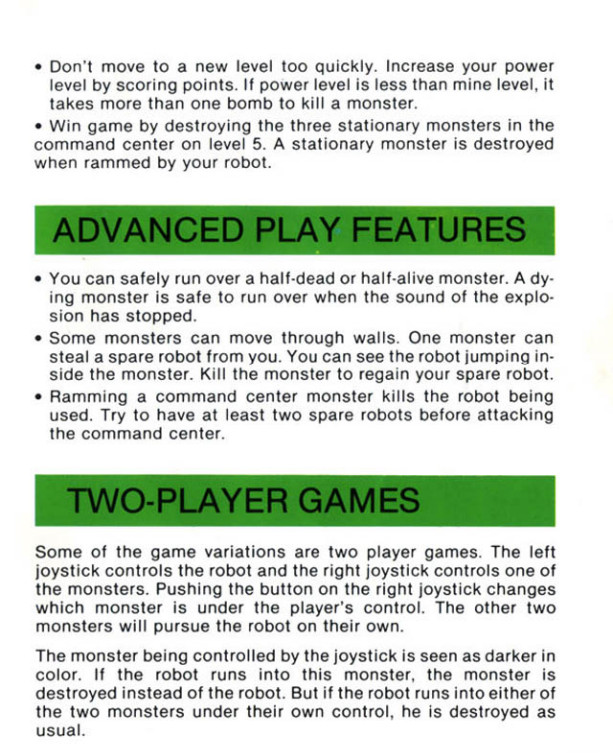 • Don't move to a new level too quickly. Increase your power
level by scoring points. If power level is less than mine level, it
takes more than one bomb to kill a monster.
• Win game by destroying the three stationary monsters in the
command center on level 5. A stationary monster is destroyed
when rammed by your robot.
ADVANCED PLAY FEATURES
• You can safely run over a half-dead or half-alive monster. A dy-
ing monster is safe to run over when the sound of the explo-
sion has stopped.
• Some monsters can move through walls. One monster can
steal a spare robot from you. You can see the robot jumping in-
side the monster. Kill the monster to regain your spare robot.
• Ramming a command center monster kills the robot being
used. Try to have at least two spare robots before attacking
the command center.
TWO-PLAYER GAMES
Some of the game variations are two player games. The left
joystick controls the robot and the right joystick controls one of
the monsters. Pushing the button on the right joystick changes
which monster is under the player's control. The other two
monsters will pursue the robot on their own.
The monster being controlled by the joystick is seen as darker in
color. If the robot runs into this monster, the monster is
destroyed instead of the robot. But if the robot runs into either of
the two monsters under their own control, he is destroyed as
usual.